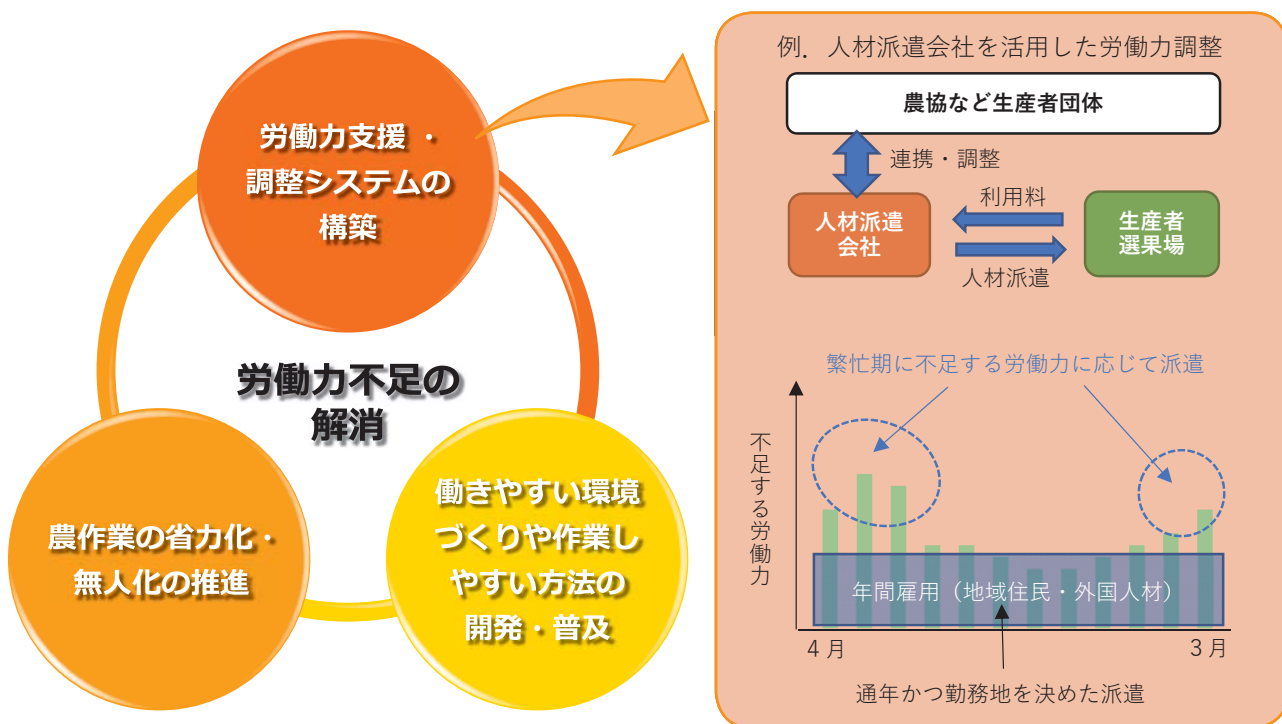 労働力支援 ・
調整システムの
構築
労働力不足の
解消
農作業の省力化・
無人化の推進
働きやすい環境
づくりや作業し
やすい方法の
開発・普及
例．人材派遣会社を活用した労働力調整
農協など生産者団体
連携・調整
人材派遣
会社
利用料
人材派遣
生産者
選果場
繁忙期に不足する労働力に応じて派遣
不足する労働力
年間雇用（地域住民・外国人材）
4 月
3 月
通年かつ勤務地を決めた派遣